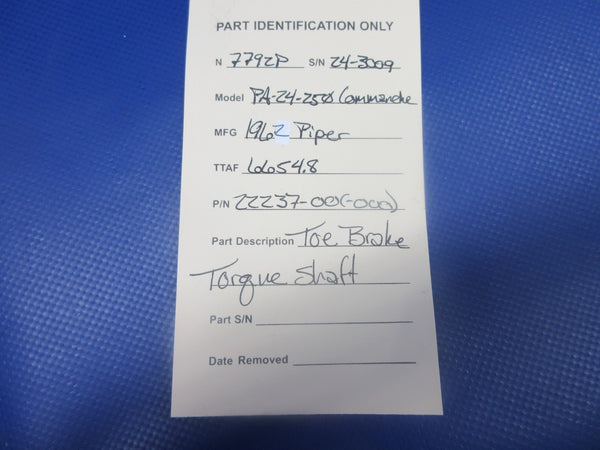 PART IDENTIFICATION ONLY
N 7792P S/N 24-3009
Model PA-24-250 Commanche
MFG 1962 Piper
TTAF 6654.8
P/N 22237-00(-000)
Part Description Toe Brake
Torque Shaft
Part S/N
Date Removed